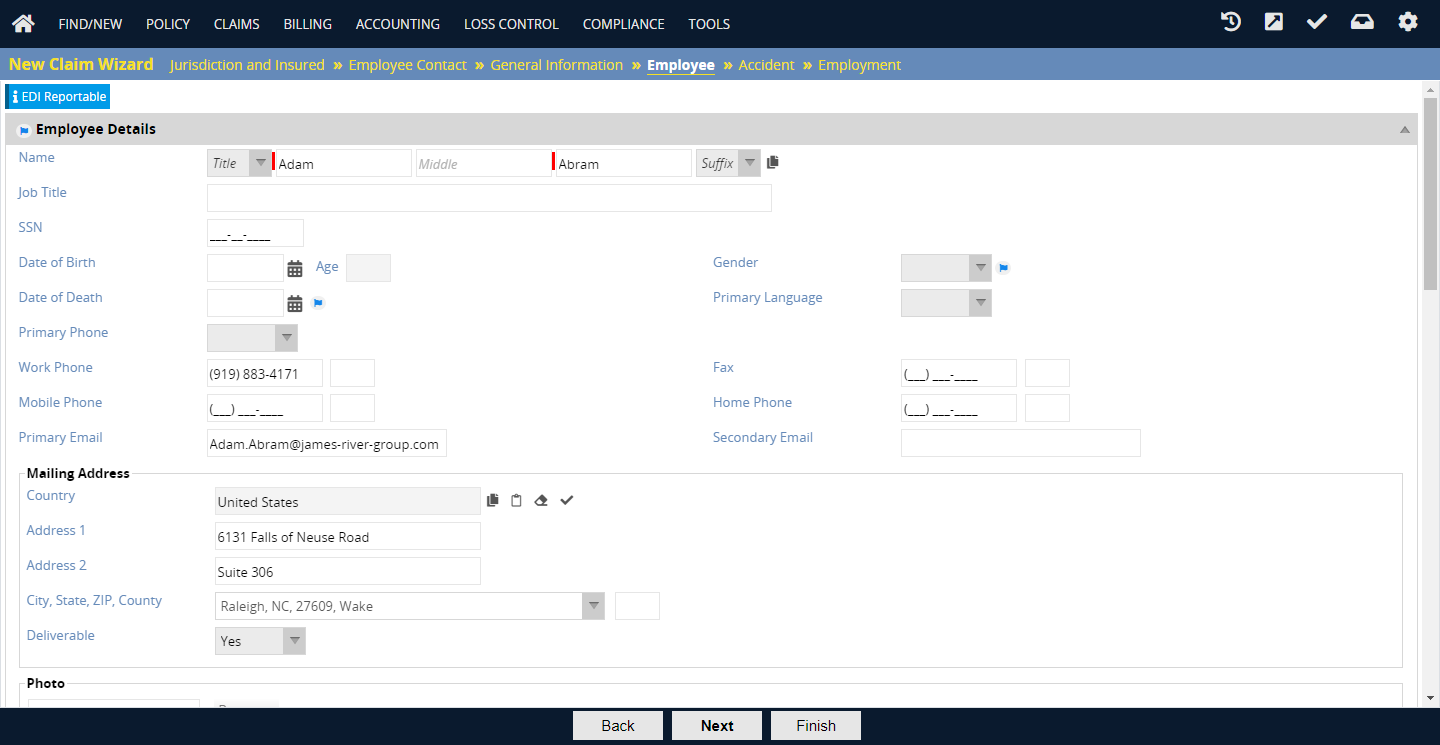 FIND/NEW POLICY CLAIMS BILLING ACCOUNTING LOSS CONTROL COMPLIANCE TOOLS
New Claim Wizard Jurisdiction and Insured » Employee Contact » General Information » Employee » Accident » Employment
EDI Reportable
Employee Details
Name Title Adam Middle Abram Suffix
Job Title
SSN ___-__-____
Date of Birth Age Gender
Date of Death Primary Language
Primary Phone
Work Phone (919) 883-4171 Fax (___) ___-____
Mobile Phone (___) ___-____ Home Phone (___) ___-____
Primary Email Adam.Abram@james-river-group.com Secondary Email
Mailing Address
Country United States
Address 1 6131 Falls of Neuse Road
Address 2 Suite 306
City, State, ZIP, County Raleigh, NC, 27609, Wake
Deliverable Yes
Photo
Back Next Finish